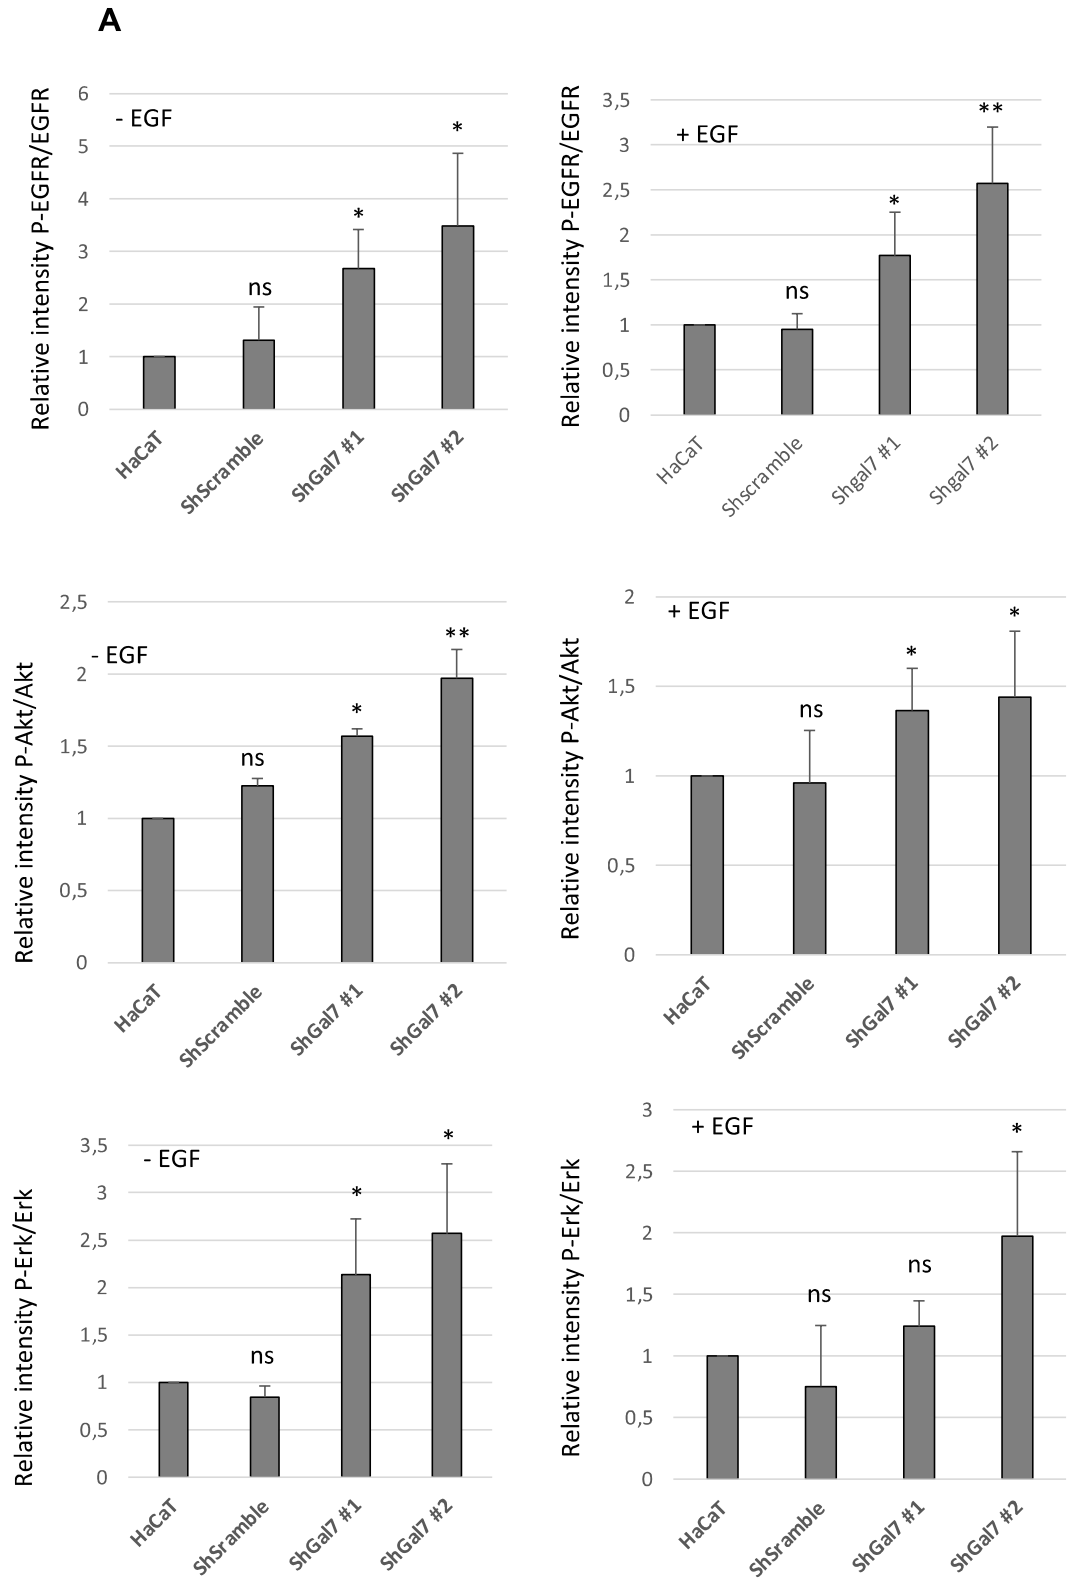 A
Relative intensity P-EGFR/EGFR
- EGF
6
5
4
3
2
1
0
ns
*
*
HaCaT
ShScramble
ShGal7 #1
ShGal7 #2
Relative intensity P-EGFR/EGFR
+ EGF
3,5
3
2,5
2
1,5
1
0,5
0
ns
*
**
HaCaT
Shscramble
Shgal7 #1
Shgal7 #2
Relative intensity P-Akt/Akt
- EGF
2,5
2
1,5
1
0,5
0
ns
*
**
HaCaT
ShScramble
ShGal7 #1
ShGal7 #2
Relative intensity P-Akt/Akt
+ EGF
2
1,5
1
0,5
0
ns
*
*
HaCaT
ShScramble
ShGal7 #1
ShGal7 #2
Relative intensity P-Erk/Erk
- EGF
3,5
3
2,5
2
1,5
1
0,5
0
ns
*
*
HaCaT
ShSramble
ShGal7 #1
ShGal7 #2
Relative intensity P-Erk/Erk
+ EGF
3
2,5
2
1,5
1
0,5
0
ns
ns
*
HaCaT
ShSramble
ShGal7 #1
ShGal7 #2